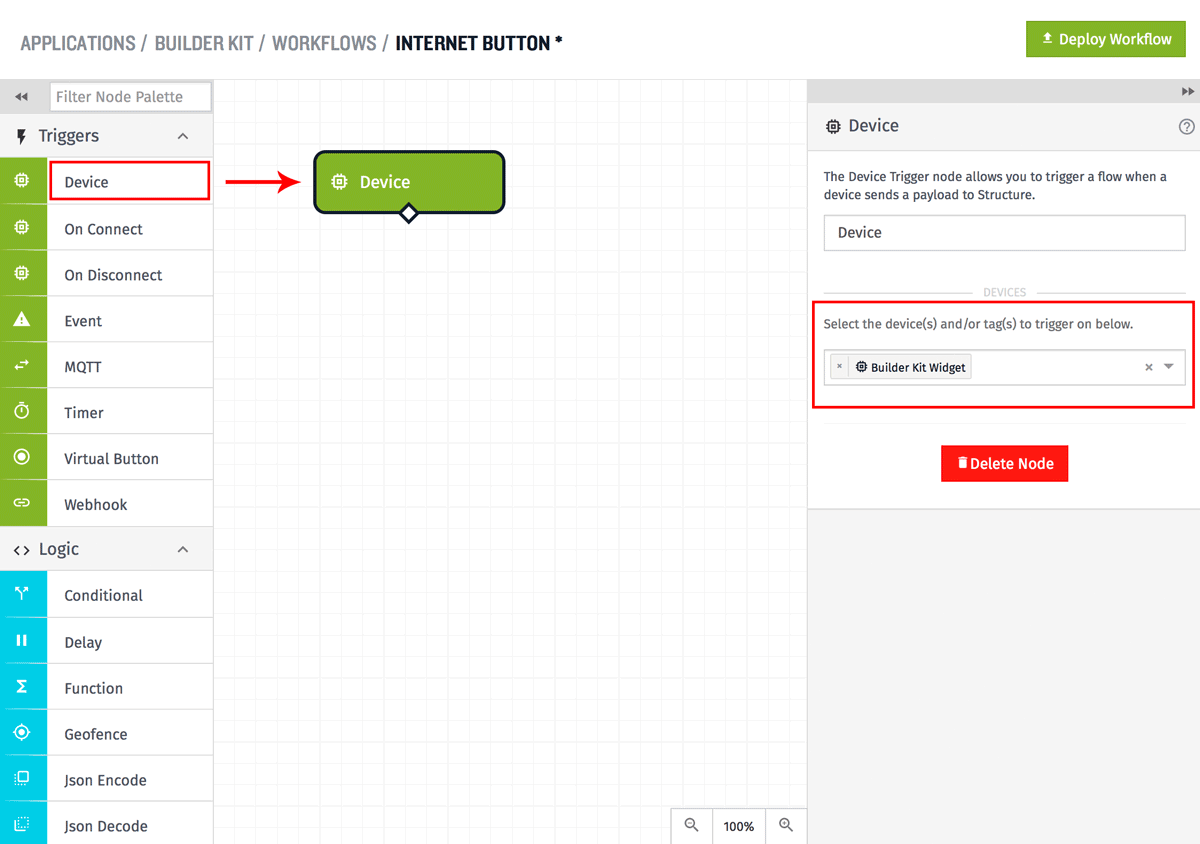 APPLICATIONS / BUILDER KIT / WORKFLOWS / INTERNET BUTTON *
Deploy Workflow
Filter Node Palette
Triggers
Device
On Connect
On Disconnect
Event
MQTT
Timer
Virtual Button
Webhook
Logic
Conditional
Delay
Function
Geofence
Json Encode
Json Decode
Device
100%
Device
The Device Trigger node allows you to trigger a flow when a
device sends a payload to Structure.
Device
DEVICES
Select the device(s) and/or tag(s) to trigger on below.
× Builder Kit Widget ×
Delete Node